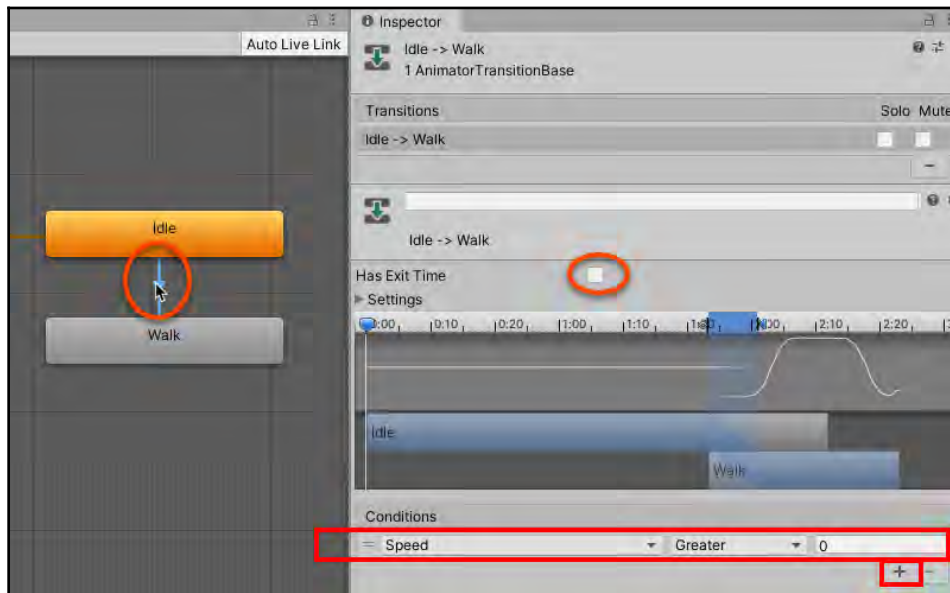 Auto Live Link
Idle
Walk
Inspector
Idle -> Walk
1 AnimatorTransitionBase
Transitions Solo Mute
Idle -> Walk
Idle -> Walk
Has Exit Time
Settings
0:10 0:20 1:00 1:10 2:10 2:20
Idle
Walk
Conditions
Speed Greater 0